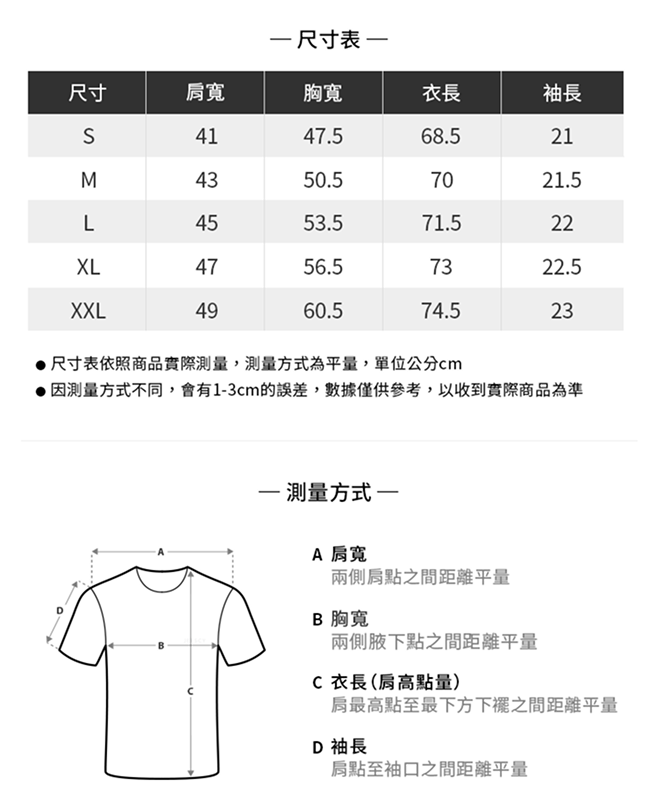 — 尺寸表 —
尺寸 肩寬 胸寬 衣長 袖長
S 41 47.5 68.5 21
M 43 50.5 70 21.5
L 45 53.5 71.5 22
XL 47 56.5 73 22.5
XXL 49 60.5 74.5 23
● 尺寸表依照商品實際測量，測量方式為平量，單位公分cm
● 因測量方式不同，會有1-3cm的誤差，數據僅供參考，以收到實際商品為準
— 測量方式 —
A
D
B
C
A 肩寬
兩側肩點之間距離平量
B 胸寬
兩側腋下點之間距離平量
C 衣長(肩高點量)
肩最高點至最下方下襬之間距離平量
D 袖長
肩點至袖口之間距離平量